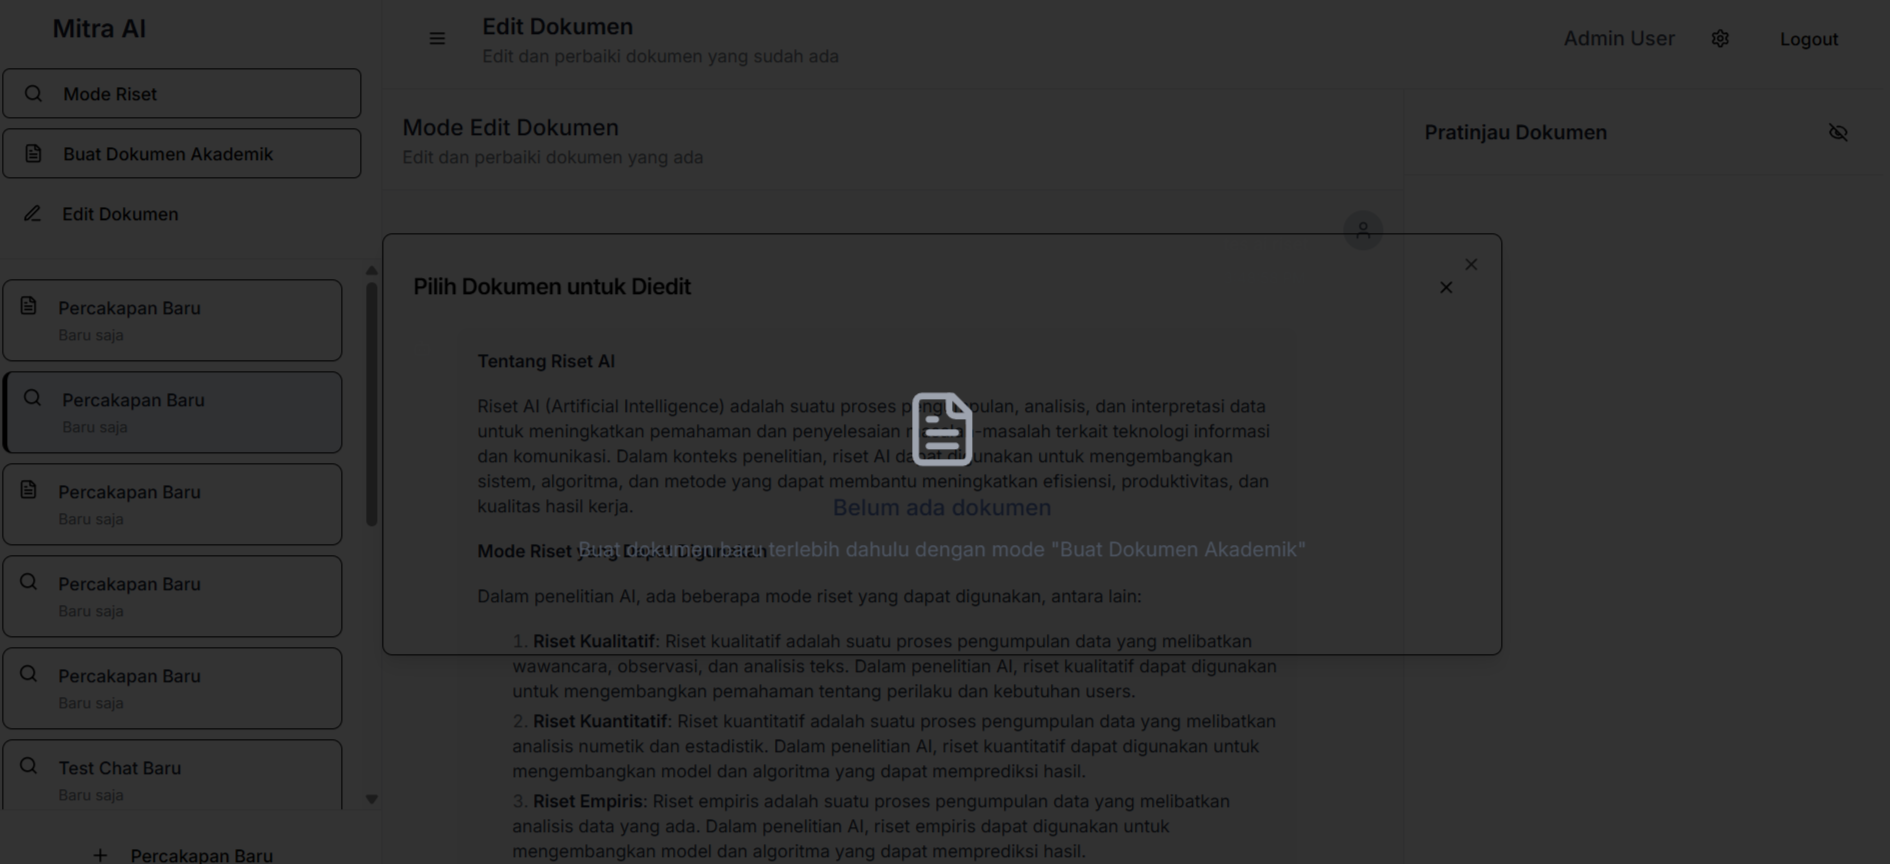 Mitra AI
Mode Riset
Buat Dokumen Akademik
Edit Dokumen
Percakapan Baru
Baru saja
Percakapan Baru
Baru saja
Percakapan Baru
Baru saja
Percakapan Baru
Baru saja
Percakapan Baru
Baru saja
Test Chat Baru
Baru saja
Percakapan Baru
Edit Dokumen
Edit dan perbaiki dokumen yang sudah ada
Admin User
Logout
Mode Edit Dokumen
Edit dan perbaiki dokumen yang ada
Pratinjau Dokumen
Pilih Dokumen untuk Diedit
Belum ada dokumen
Buat dokumen baru terlebih dahulu dengan mode "Buat Dokumen Akademik"
Tentang Riset AI
Riset AI (Artificial Intelligence) adalah suatu proses pengumpulan, analisis, dan interpretasi data
untuk meningkatkan pemahaman dan penyelesaian masalah-masalah terkait teknologi informasi
dan komunikasi. Dalam konteks penelitian, riset AI dapat digunakan untuk mengembangkan
sistem, algoritma, dan metode yang dapat membantu meningkatkan efisiensi, produktivitas, dan
kualitas hasil kerja.
Mode Riset yang Dapat Digunakan
Dalam penelitian AI, ada beberapa mode riset yang dapat digunakan, antara lain:
1. Riset Kualitatif: Riset kualitatif adalah suatu proses pengumpulan data yang melibatkan
wawancara, observasi, dan analisis teks. Dalam penelitian AI, riset kualitatif dapat digunakan
untuk mengembangkan pemahaman tentang perilaku dan kebutuhan users.
2. Riset Kuantitatif: Riset kuantitatif adalah suatu proses pengumpulan data yang melibatkan
analisis numetik dan estadistik. Dalam penelitian AI, riset kuantitatif dapat digunakan untuk
mengembangkan model dan algoritma yang dapat memprediksi hasil.
3. Riset Empiris: Riset empiris adalah suatu proses pengumpulan data yang melibatkan
analisis data yang ada. Dalam penelitian AI, riset empiris dapat digunakan untuk
mengembangkan model dan algoritma yang dapat memprediksi hasil.